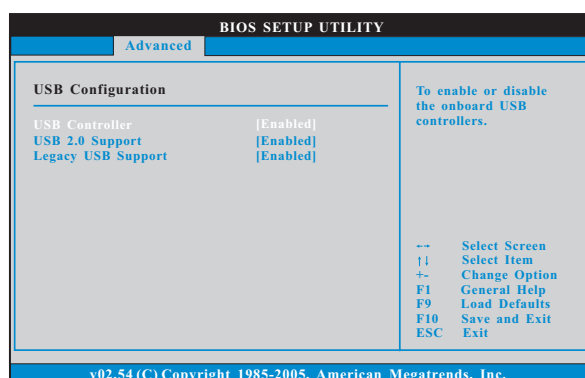 BIOS SETUP UTILITY
Advanced
USB Configuration
USB Controller [Enabled]
USB 2.0 Support [Enabled]
Legacy USB Support [Enabled]
To enable or disable
the onboard USB
controllers.
←→ Select Screen
↑↓ Select Item
+- Change Option
F1 General Help
F9 Load Defaults
F10 Save and Exit
ESC Exit
v02.54 (C) Copyright 1985-2005, American Megatrends, Inc.